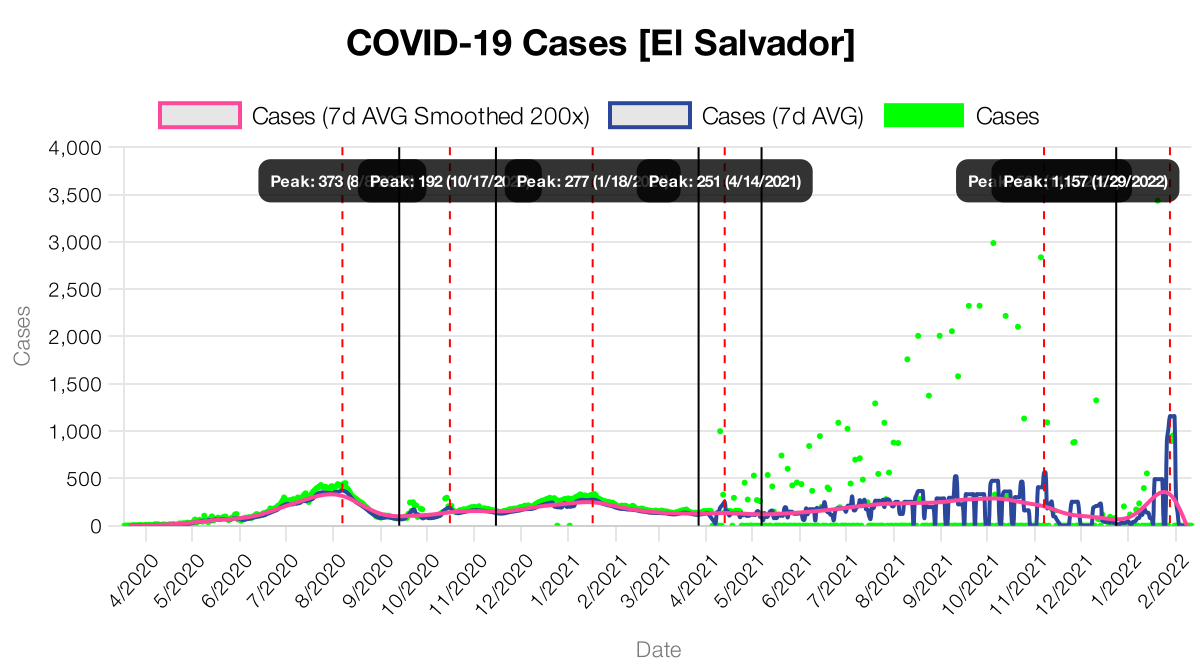 COVID-19 Cases [El Salvador]
Cases (7d AVG Smoothed 200x) Cases (7d AVG) Cases
4,000
3,500
3,000
2,500
2,000
1,500
1,000
500
0
Cases
Peak: 373 (8/ Peak: 192 (10/17/20 Peak: 277 (1/18/2 Peak: 251 (4/14/2021) Peak: 1,157 (1/29/2022)
4/2020 5/2020 6/2020 7/2020 8/2020 9/2020 10/2020 11/2020 12/2020 1/2021 2/2021 3/2021 4/2021 5/2021 6/2021 7/2021 8/2021 9/2021 10/2021 11/2021 12/2021 1/2022 2/2022
Date